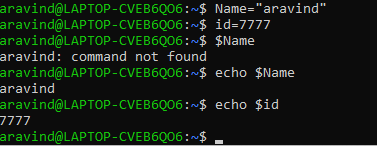 aravind@LAPTOP-CVEB6QO6:~$ Name="aravind"
aravind@LAPTOP-CVEB6QO6:~$ id=7777
aravind@LAPTOP-CVEB6QO6:~$ $Name
aravind: command not found
aravind@LAPTOP-CVEB6QO6:~$ echo $Name
aravind
aravind@LAPTOP-CVEB6QO6:~$ echo $id
7777
aravind@LAPTOP-CVEB6QO6:~$